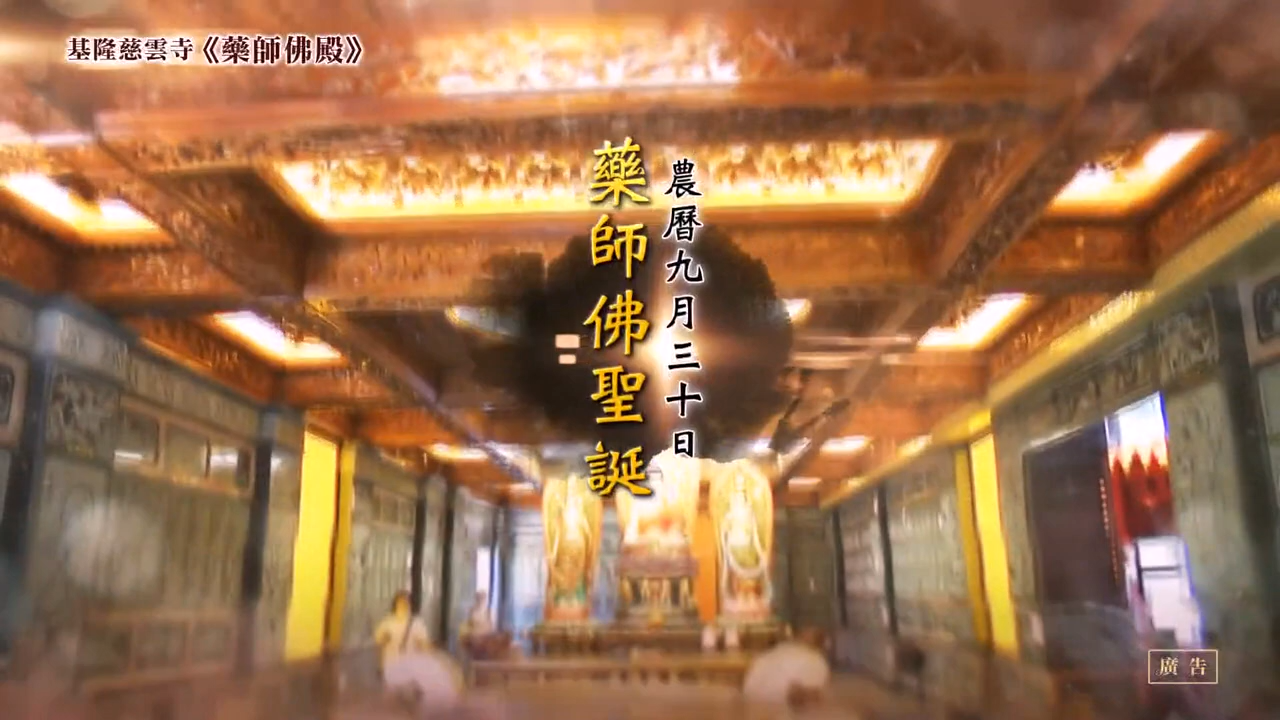 基隆慈雲寺《藥師佛殿》
農曆九月三十日
藥師佛聖誕
廣告